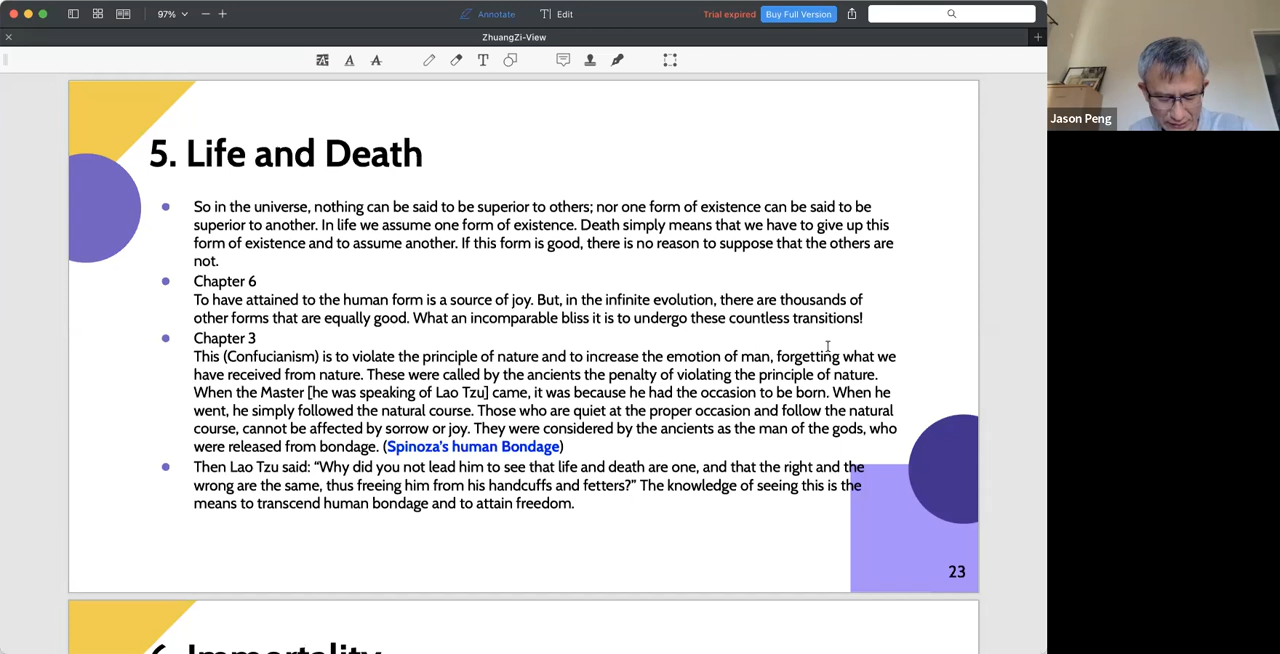 97%
Annotate
Edit
Trial expired
Buy Full Version
ZhuangZi-View
5. Life and Death
So in the universe, nothing can be said to be superior to others; nor one form of existence can be said to be
superior to another. In life we assume one form of existence. Death simply means that we have to give up this
form of existence and to assume another. If this form is good, there is no reason to suppose that the others are
not.
Chapter 6
To have attained to the human form is a source of joy. But, in the infinite evolution, there are thousands of
other forms that are equally good. What an incomparable bliss it is to undergo these countless transitions!
Chapter 3
This (Confucianism) is to violate the principle of nature and to increase the emotion of man, forgetting what we
have received from nature. These were called by the ancients the penalty of violating the principle of nature.
When the Master [he was speaking of Lao Tzu] came, it was because he had the occasion to be born. When he
went, he simply followed the natural course. Those who are quiet at the proper occasion and follow the natural
course, cannot be affected by sorrow or joy. They were considered by the ancients as the man of the gods, who
were released from bondage. (Spinoza's human Bondage)
Then Lao Tzu said: “Why did you not lead him to see that life and death are one, and that the right and the
wrong are the same, thus freeing him from his handcuffs and fetters?” The knowledge of seeing this is the
means to transcend human bondage and to attain freedom.
23
6. Immortality
Jason Peng